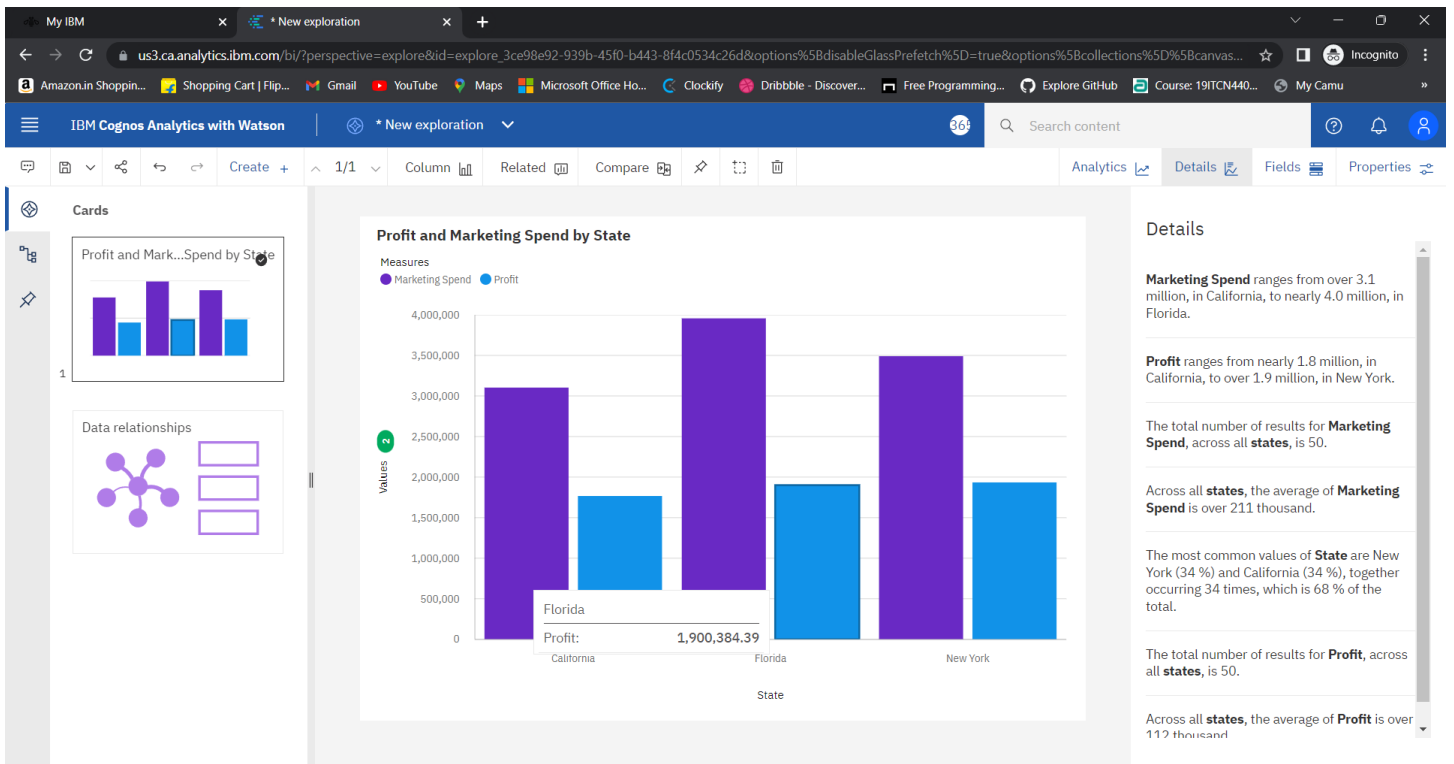 My IBM
* New exploration
us3.ca.analytics.ibm.com/bi/?perspective=explore&id=explore_3ce98e92-939b-45f0-b443-8f4c0534c26d&options%5BdisableGlassPrefetch%5D=true&options%5Bcollections%5D%5Bcanvas...
Incognito
Amazon.in Shoppin...
Shopping Cart | Flip...
Gmail
YouTube
Maps
Microsoft Office Ho...
Clockify
Dribbble - Discover...
Free Programming...
Explore GitHub
Course: 19ITCN440...
My Camu
»
IBM Cognos Analytics with Watson
* New exploration
365
Search content
Create +
1/1
Column
Related
Compare
Analytics
Details
Fields
Properties
Cards
Profit and Mark...Spend by State
1
Data relationships
Profit and Marketing Spend by State
Measures
Marketing Spend
Profit
4,000,000
3,500,000
3,000,000
2,500,000
2,000,000
1,500,000
1,000,000
500,000
0
Values
2
Florida
Profit: 1,900,384.39
California
Florida
New York
State
Details
Marketing Spend ranges from over 3.1
million, in California, to nearly 4.0 million, in
Florida.
Profit ranges from nearly 1.8 million, in
California, to over 1.9 million, in New York.
The total number of results for Marketing
Spend, across all states, is 50.
Across all states, the average of Marketing
Spend is over 211 thousand.
The most common values of State are New
York (34 %) and California (34 %), together
occurring 34 times, which is 68 % of the
total.
The total number of results for Profit, across
all states, is 50.
Across all states, the average of Profit is over
112 thousand.